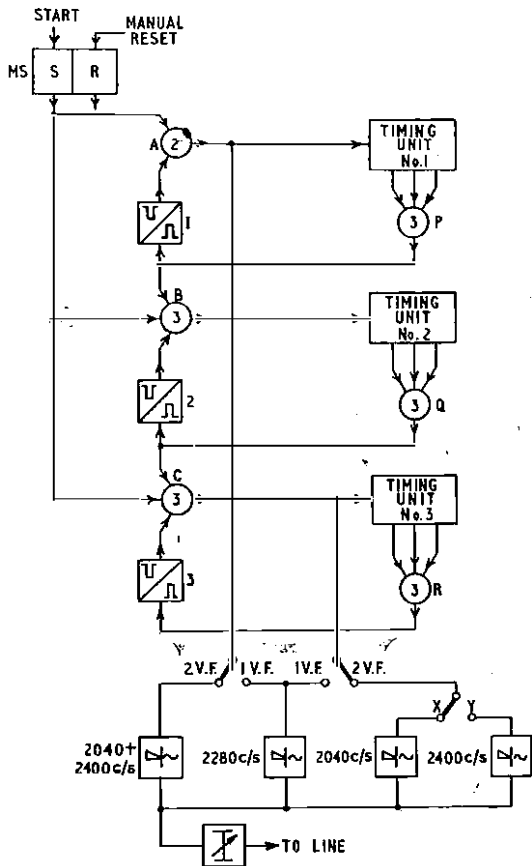 START
MANUAL
RESET
MS
S
R
A
2
TIMING
UNIT
No.1
1
3
P
B
3
TIMING
UNIT
No.2
2
3
Q
C
3
TIMING
UNIT
No.3
3
3
R
2 V.F.
1 V.F.
1 V.F.
2 V.F.
X
Y
2040+
2400c/s
2280c/s
2040c/s
2400c/s
TO LINE